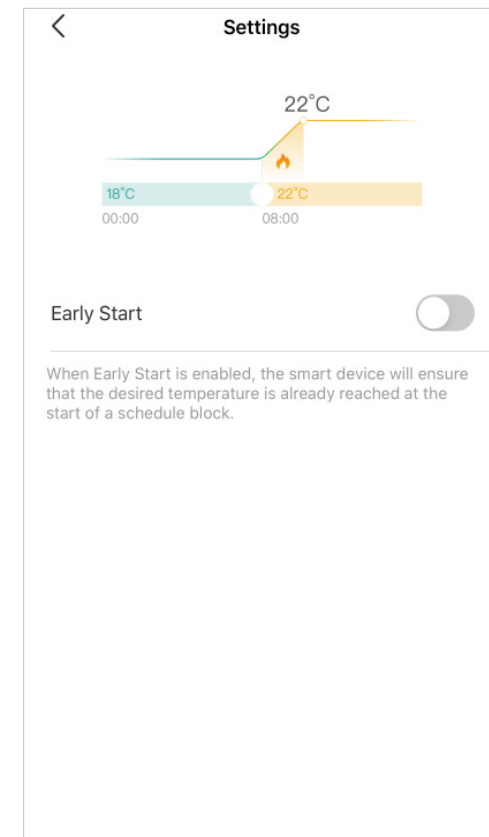 Settings
22°C
18°C 22°C
00:00 08:00
Early Start
When Early Start is enabled, the smart device will ensure
that the desired temperature is already reached at the
start of a schedule block.